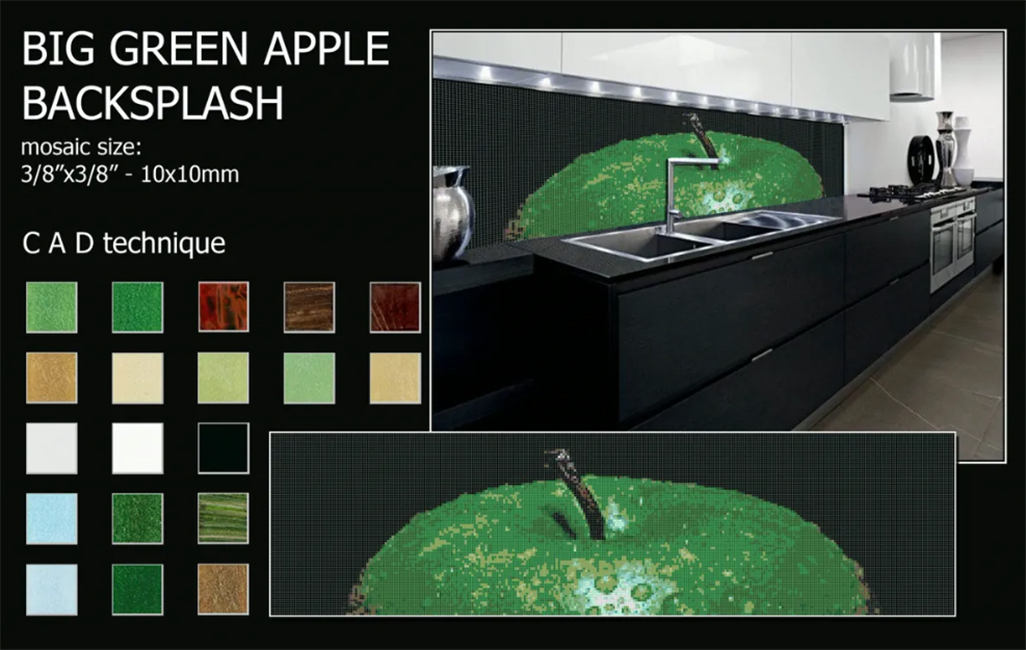 BIG GREEN APPLE
BACKSPLASH
mosaic size:
3/8”x3/8” - 10x10mm
C A D technique